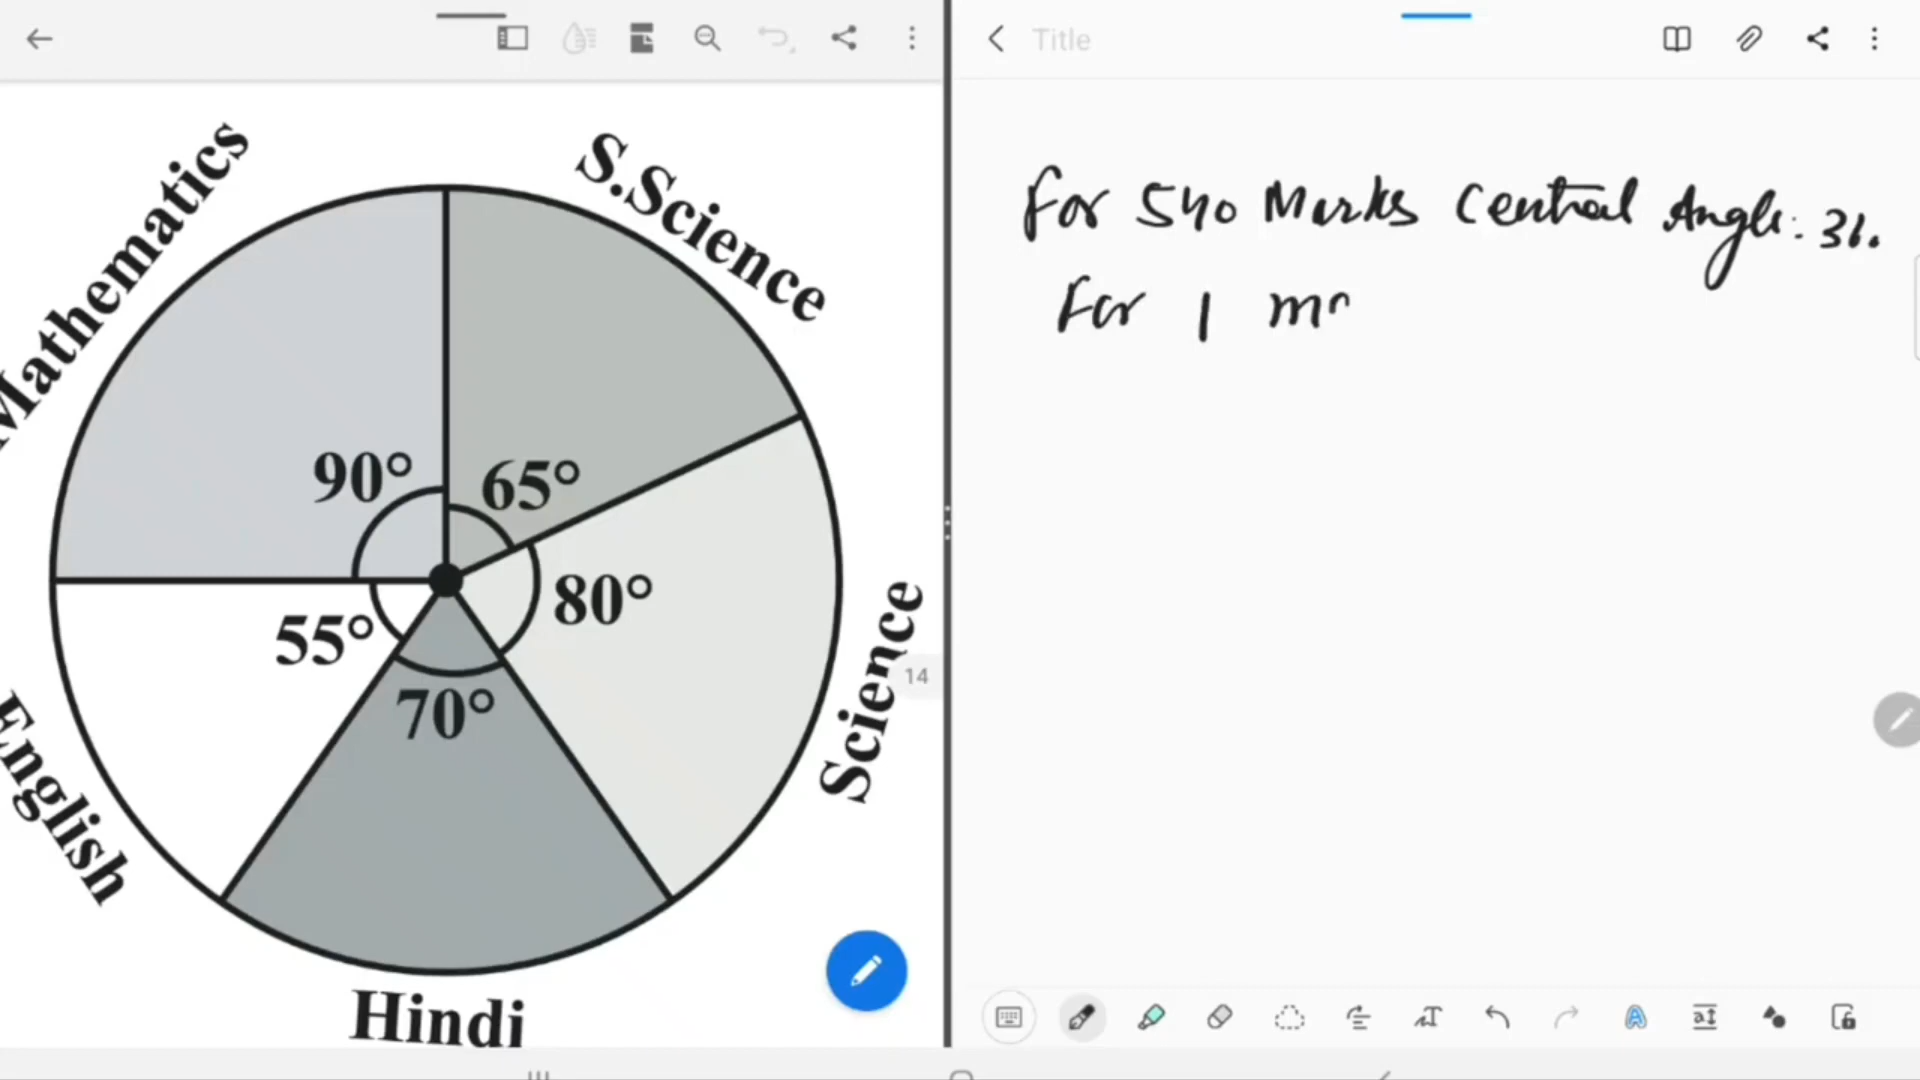 Title
Mathematics
S.Science
For 540 Marks Central Angle: 36.
For 1
90°
65°
80°
55°
70°
Science
14
English
Hindi